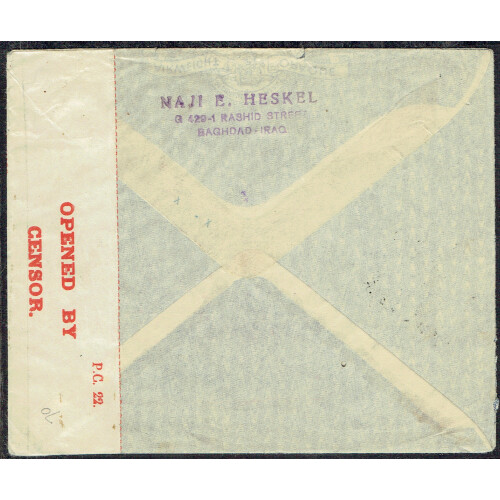 NAJI E. HESKEL
G 429-1 RASHID STREET
BAGHDAD-IRAQ.
OPENED BY
CENSOR.
P.C. 22.